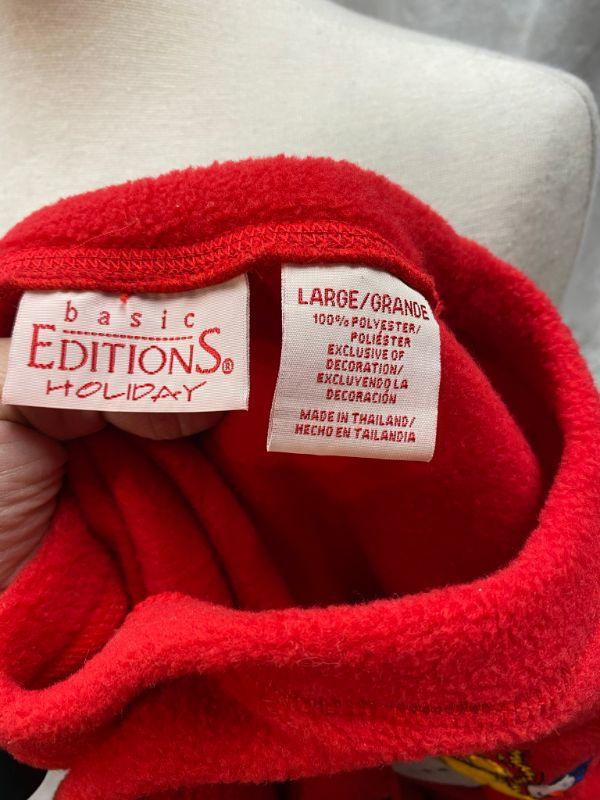 basic
EDITIONS®
HOLIDAY
LARGE/GRANDE
100% POLYESTER/
POLIÉSTER
EXCLUSIVE OF
DECORATION/
EXCLUYENDO LA
DECORACIÓN
MADE IN THAILAND/
HECHO EN TAILANDIA